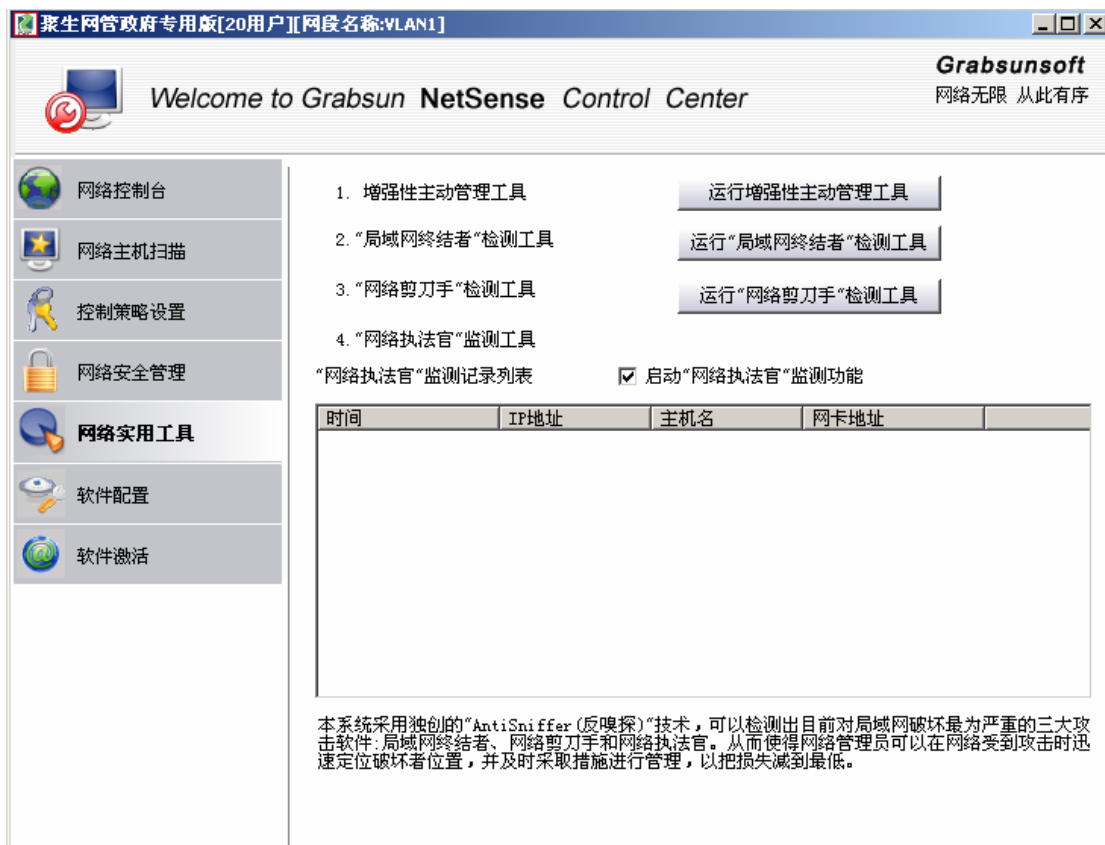 聚生网管政府专用版[20用户][网段名称:VLAN1]
Welcome to Grabsun NetSense Control Center
Grabsunsoft
网络无限 从此有序
网络控制台
网络主机扫描
控制策略设置
网络安全管理
网络实用工具
软件配置
软件激活
1. 增强性主动管理工具
运行增强性主动管理工具
2.“局域网终结者”检测工具
运行“局域网终结者”检测工具
3.“网络剪刀手”检测工具
运行“网络剪刀手”检测工具
4.“网络执法官”监测工具
“网络执法官”监测记录列表
启动“网络执法官”监测功能
时间 IP地址 主机名 网卡地址
本系统采用独创的“AntiSniffer(反嗅探)“技术，可以检测出目前对局域网破坏最为严重的三大攻
击软件:局域网终结者、网络剪刀手和网络执法官。从而使得网络管理员可以在网络受到攻击时迅
速定位破坏者位置，并及时采取措施进行管理，以把损失减到最低。